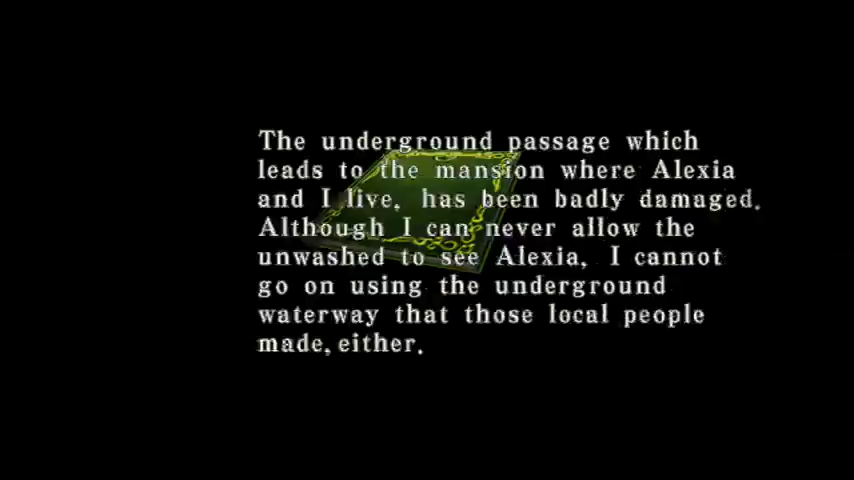 The underground passage which
leads to the mansion where Alexia
and I live, has been badly damaged.
Although I can never allow the
unwashed to see Alexia, I cannot
go on using the underground
waterway that those local people
made, either.